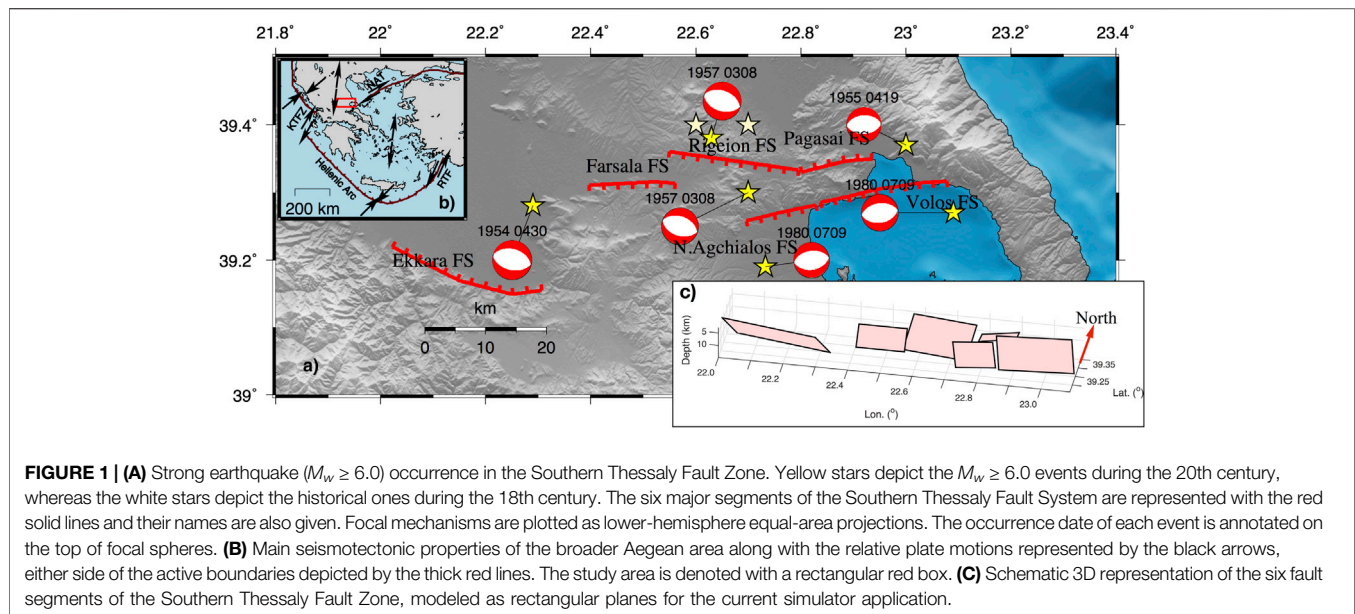 21.8˚ 22˚ 22.2˚ 22.4˚ 22.6˚ 22.8˚ 23˚ 23.2˚ 23.4˚
39.4˚
39.2˚
39˚
NAT
KTFZ
Hellenic Arc
RTF
200 km
b)
1957 0308
1955 0419
Rigeion FS
Pagasai FS
Farsala FS
1957 0308
1980 0709
Volos FS
1954 0430
N.Agchialos FS
1980 0709
Ekkara FS
km
0 10 20
a)
c)
North
Depth (km)
5
10
22.0
22.2
22.4
22.6
22.8
23.0
39.35
39.25
Lat. (°)
Lon. (°)
FIGURE 1 | (A) Strong earthquake (Mw ≥ 6.0) occurrence in the Southern Thessaly Fault Zone. Yellow stars depict the Mw ≥ 6.0 events during the 20th century,
whereas the white stars depict the historical ones during the 18th century. The six major segments of the Southern Thessaly Fault System are represented with the red
solid lines and their names are also given. Focal mechanisms are plotted as lower-hemisphere equal-area projections. The occurrence date of each event is annotated on
the top of focal spheres. (B) Main seismotectonic properties of the broader Aegean area along with the relative plate motions represented by the black arrows,
either side of the active boundaries depicted by the thick red lines. The study area is denoted with a rectangular red box. (C) Schematic 3D representation of the six fault
segments of the Southern Thessaly Fault Zone, modeled as rectangular planes for the current simulator application.